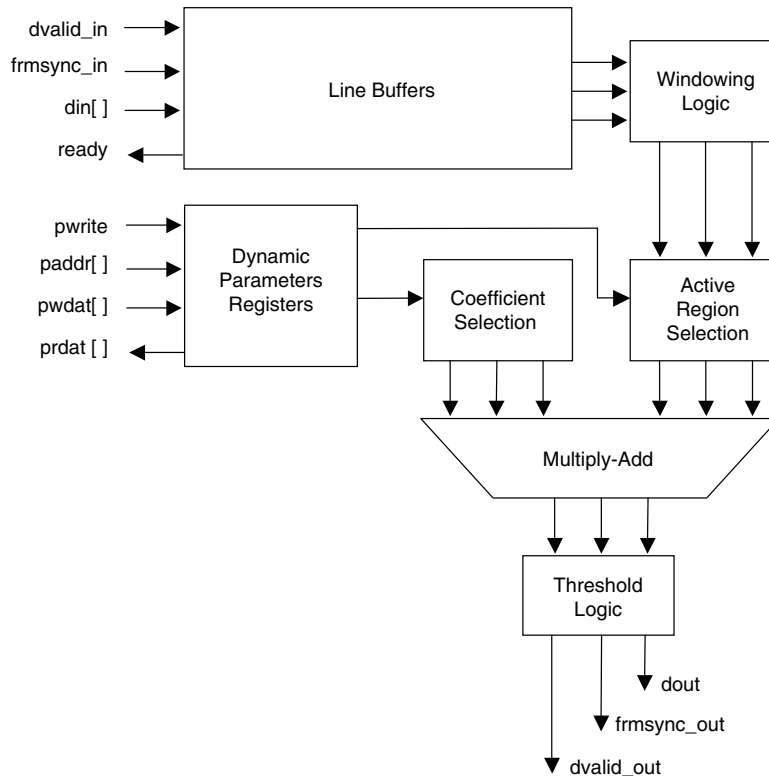 dvalid_in
frmsync_in
din[ ]
ready
Line Buffers
Windowing
Logic
pwrite
paddr[ ]
pwdat[ ]
prdat [ ]
Dynamic
Parameters
Registers
Coefficient
Selection
Active
Region
Selection
Multiply-Add
Threshold
Logic
dout
frmsync_out
dvalid_out